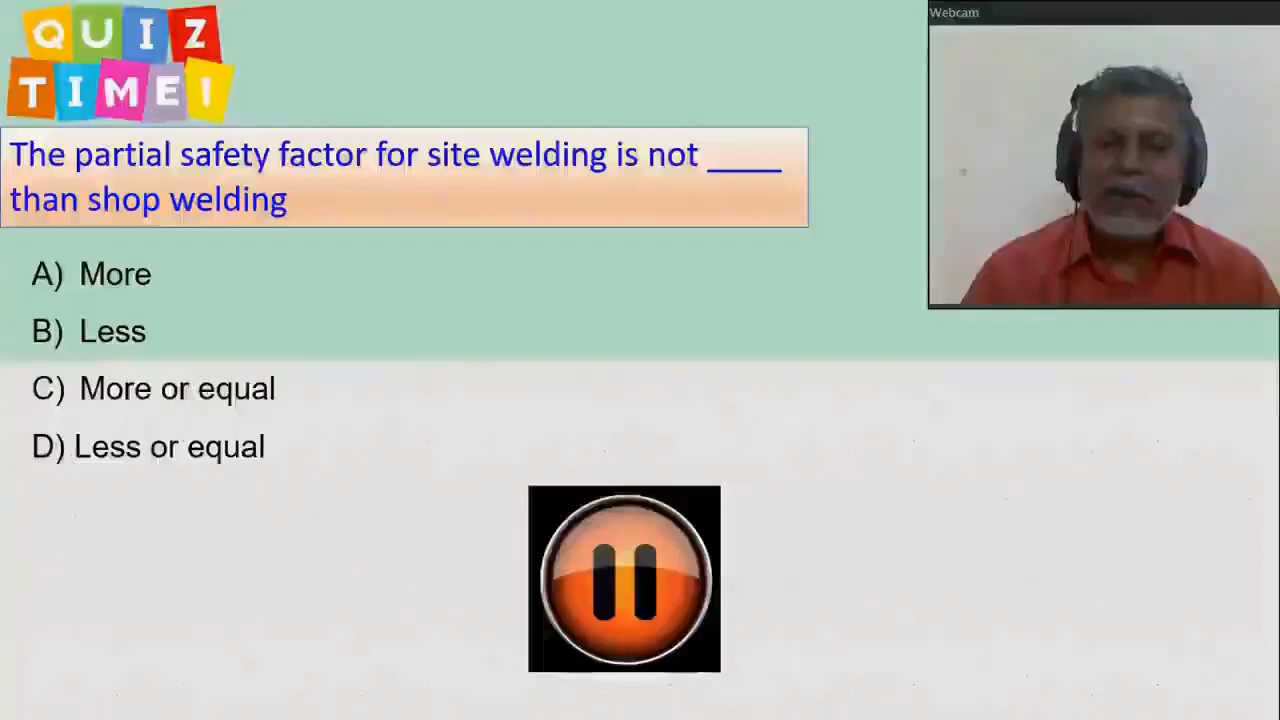 QUIZ
TIME!
Webcam
The partial safety factor for site welding is not ____
than shop welding
A) More
B) Less
C) More or equal
D) Less or equal